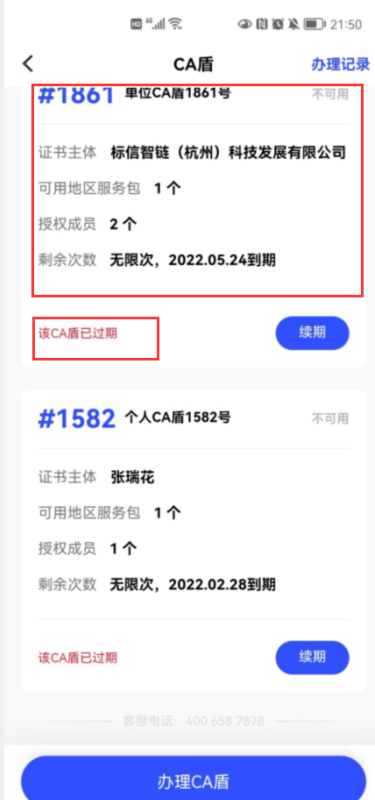 HD 4G 21:50
CA盾 办理记录
#1861 单位CA盾1861号 不可用
证书主体 标信智链（杭州）科技发展有限公司
可用地区服务包 1 个
授权成员 2 个
剩余次数 无限次，2022.05.24到期
该CA盾已过期 续期
#1582 个人CA盾1582号 不可用
证书主体 张瑞花
可用地区服务包 1 个
授权成员 1 个
剩余次数 无限次，2022.02.28到期
该CA盾已过期 续期
客服电话：400 658 7878
办理CA盾